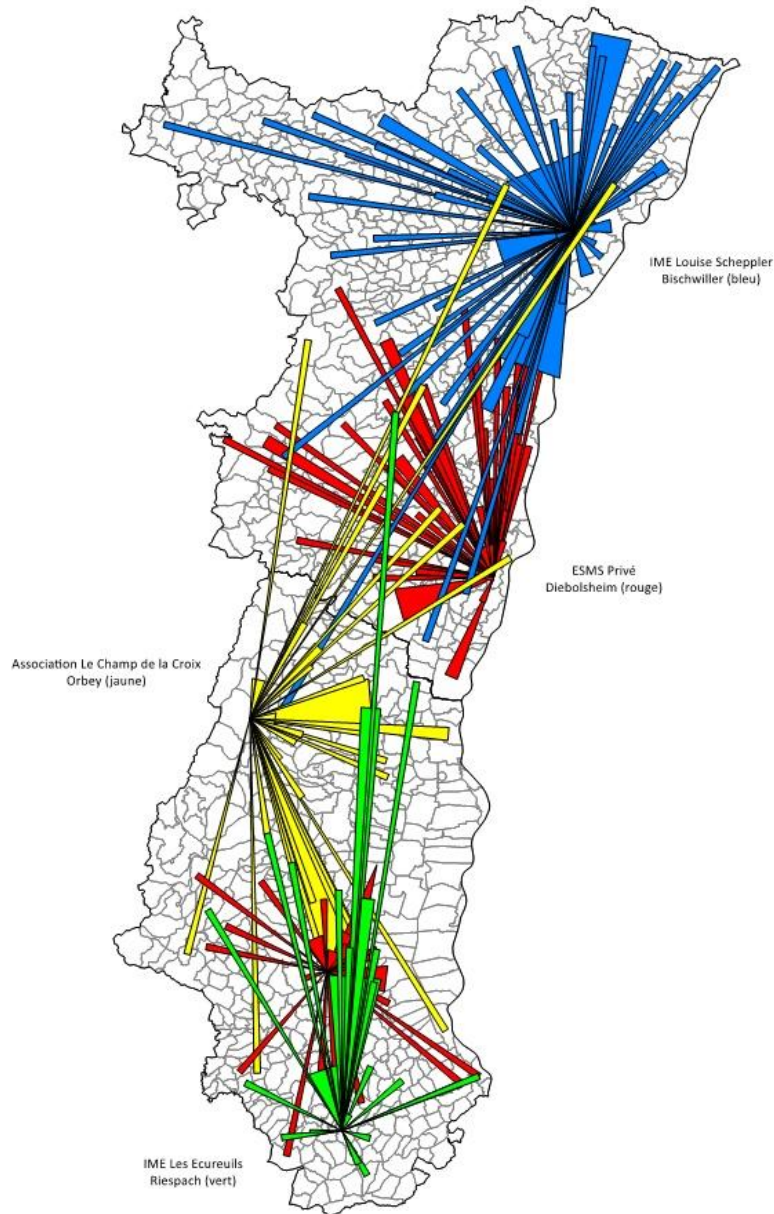 IME Louise Scheppler
Bischwiller (bleu)
ESMS Privé
Diebolsheim (rouge)
Association Le Champ de la Croix
Orbey (jaune)
IME Les Ecureuils
Riespach (vert)